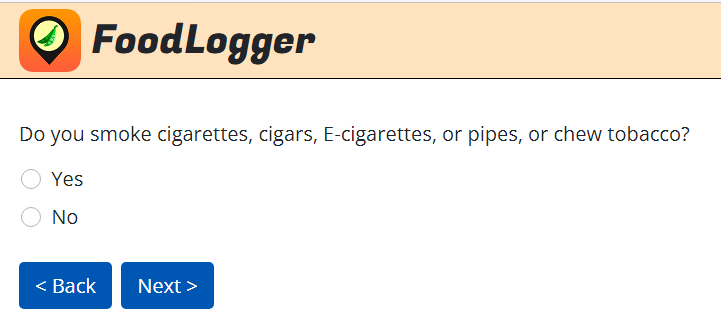 FoodLogger
Do you smoke cigarettes, cigars, E-cigarettes, or pipes, or chew tobacco?
Yes
No
< Back
Next >